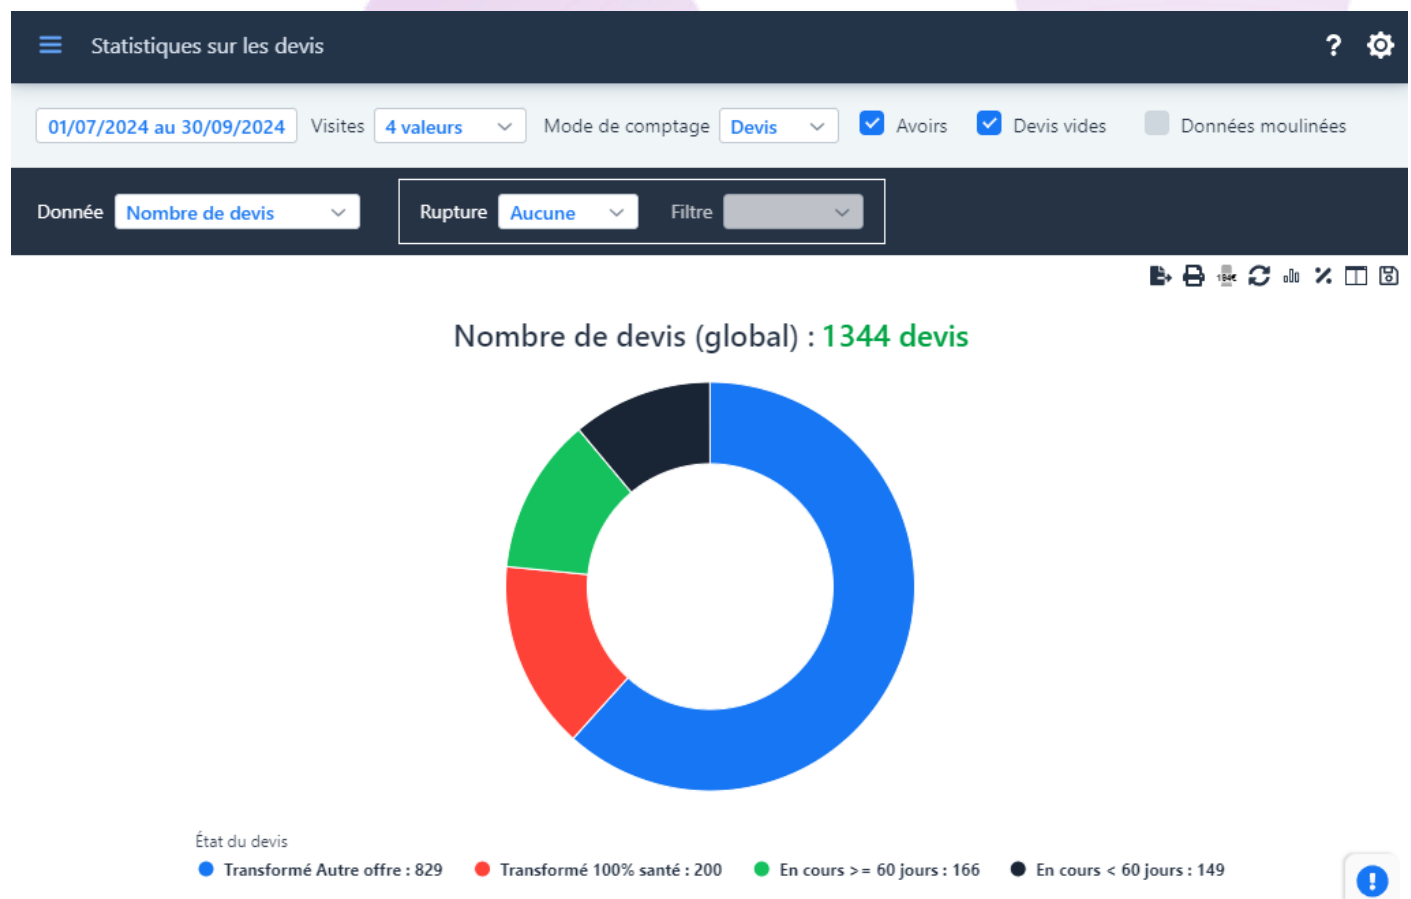 Statistiques sur les devis
?
01/07/2024 au 30/09/2024 Visites 4 valeurs Mode de comptage Devis Avoirs Devis vides Données moulinées
Donnée Nombre de devis Rupture Aucune Filtre
184€
Nombre de devis (global) : 1344 devis
État du devis
Transformé Autre offre : 829 Transformé 100% santé : 200 En cours >= 60 jours : 166 En cours < 60 jours : 149